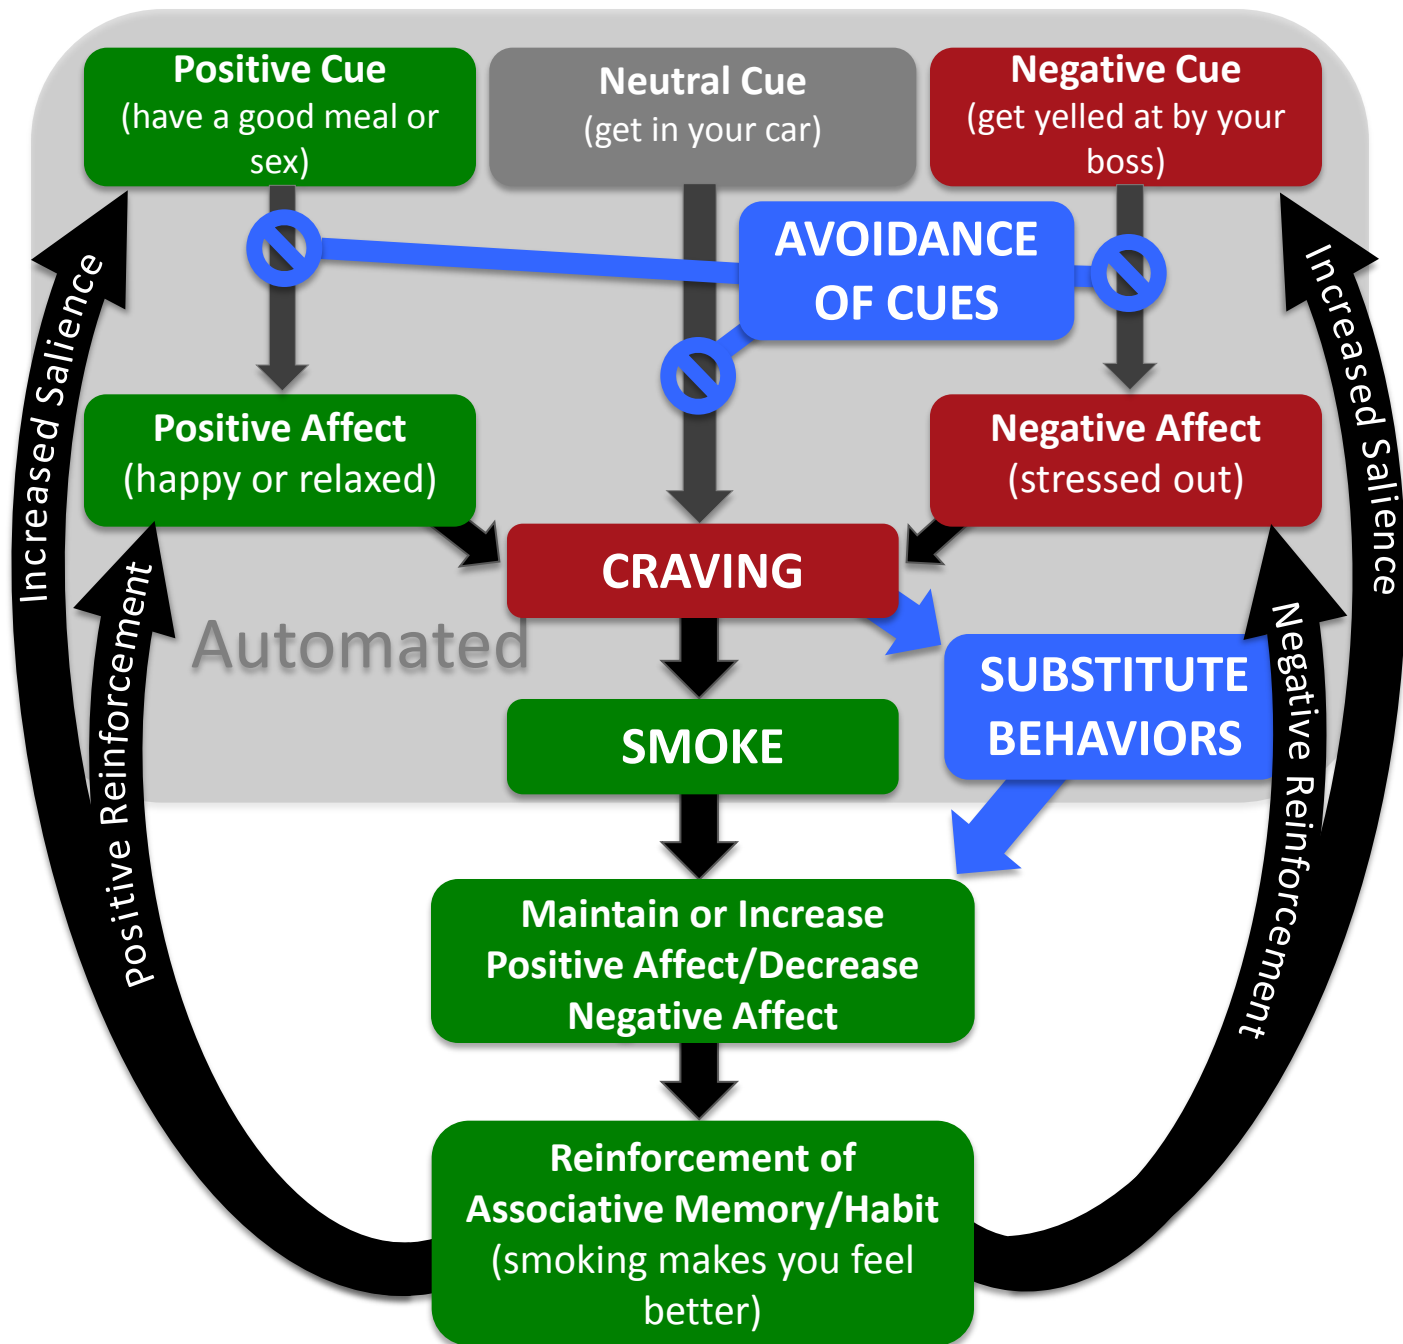 Positive Cue
(have a good meal or
sex)
Neutral Cue
(get in your car)
Negative Cue
(get yelled at by your
boss)
AVOIDANCE
OF CUES
Increased Salience
Increased Salience
Positive Affect
(happy or relaxed)
Negative Affect
(stressed out)
CRAVING
Automated
Positive Reinforcement
Negative Reinforcement
SUBSTITUTE
BEHAVIORS
SMOKE
Maintain or Increase
Positive Affect/Decrease
Negative Affect
Reinforcement of
Associative Memory/Habit
(smoking makes you feel
better)